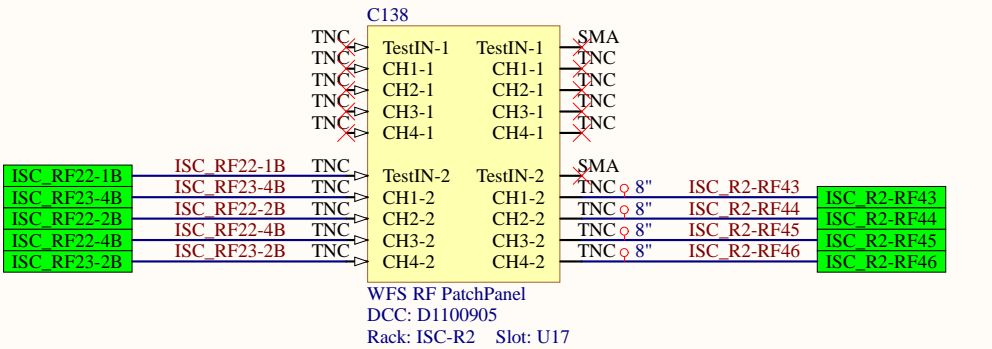 C138
TNC TestIN-1 TestIN-1 SMA
TNC CH1-1 CH1-1 TNC
TNC CH2-1 CH2-1 TNC
TNC CH3-1 CH3-1 TNC
TNC CH4-1 CH4-1 TNC
ISC_RF22-1B ISC_RF22-1B TNC TestIN-2 TestIN-2 SMA
ISC_RF23-4B ISC_RF23-4B TNC CH1-2 CH1-2 TNC 8" ISC_R2-RF43 ISC_R2-RF43
ISC_RF22-2B ISC_RF22-2B TNC CH2-2 CH2-2 TNC 8" ISC_R2-RF44 ISC_R2-RF44
ISC_RF22-4B ISC_RF22-4B TNC CH3-2 CH3-2 TNC 8" ISC_R2-RF45 ISC_R2-RF45
ISC_RF23-2B ISC_RF23-2B TNC CH4-2 CH4-2 TNC 8" ISC_R2-RF46 ISC_R2-RF46
WFS RF PatchPanel
DCC: D1100905
Rack: ISC-R2 Slot: U17